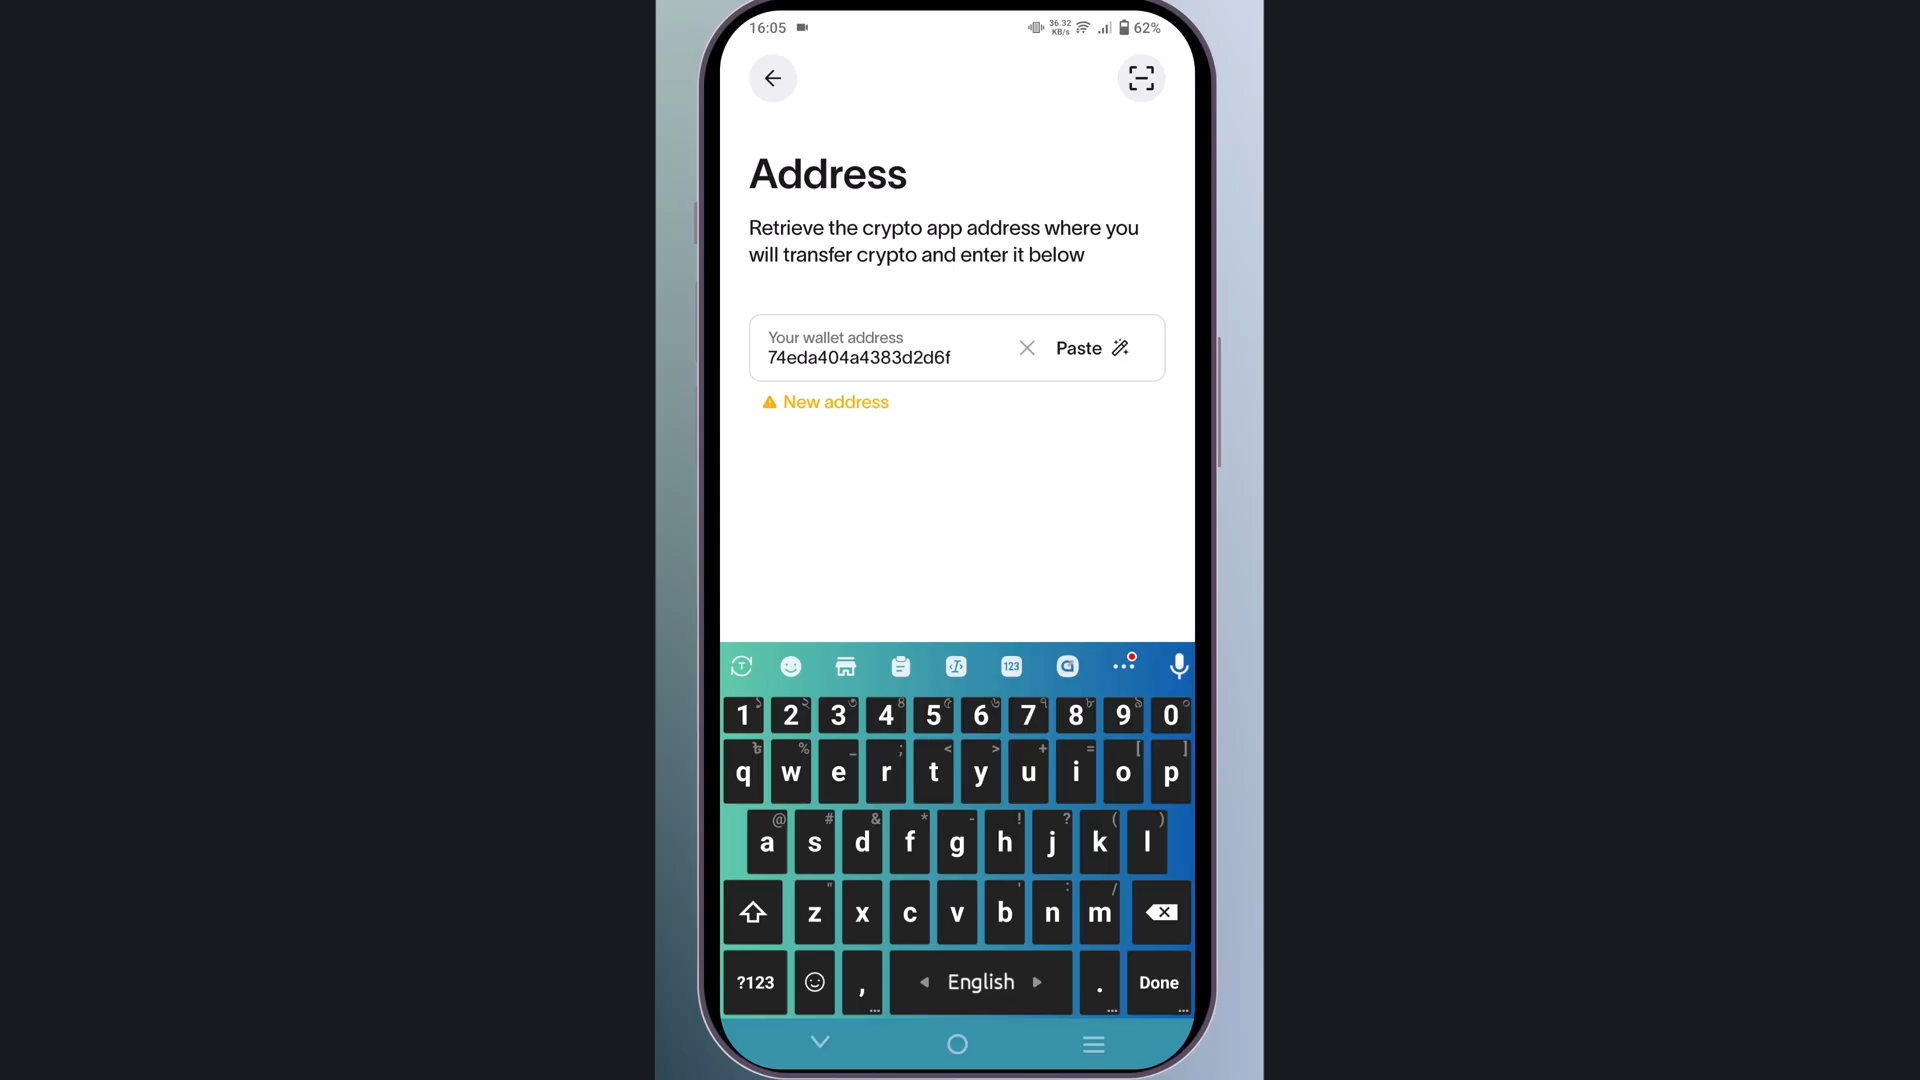 16:05
36.32
KB/s
62%
Address
Retrieve the crypto app address where you
will transfer crypto and enter it below
Your wallet address
74eda404a4383d2d6f
Paste
New address
123
1 2 3 4 5 6 7 8 9 0
% _ ; < > + = [ ]
q w e r t y u i o p
@ # & * - ! ? ( )
a s d f g h j k l
" ' : /
z x c v b n m
?123 , English . Done